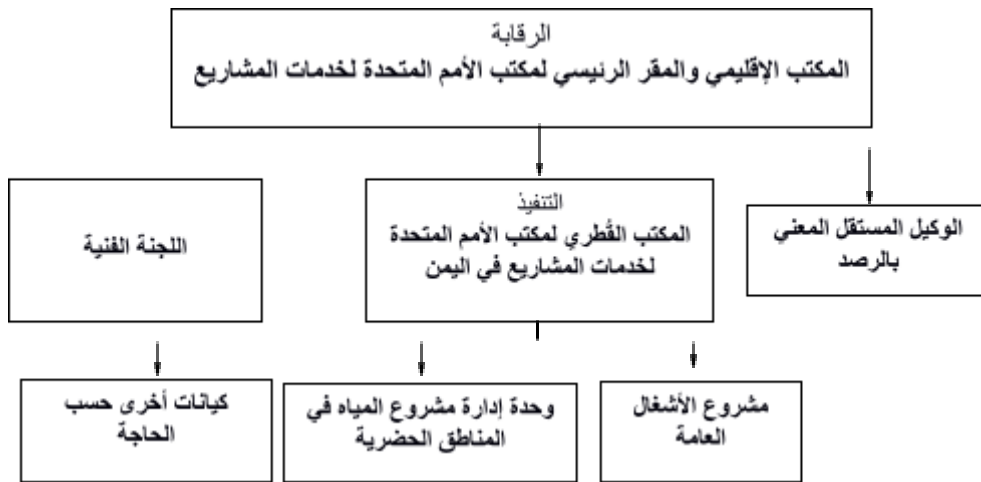 الرقابة
المكتب الإقليمي والمقر الرئيسي لمكتب الأمم المتحدة لخدمات المشاريع
الوكيل المستقل المعني
بالرصد
التنفيذ
المكتب القُطري لمكتب الأمم المتحدة
لخدمات المشاريع في اليمن
اللجنة الفنية
مشروع الأشغال
العامة
وحدة إدارة مشروع المياه في
المناطق الحضرية
كيانات أخرى حسب
الحاجة